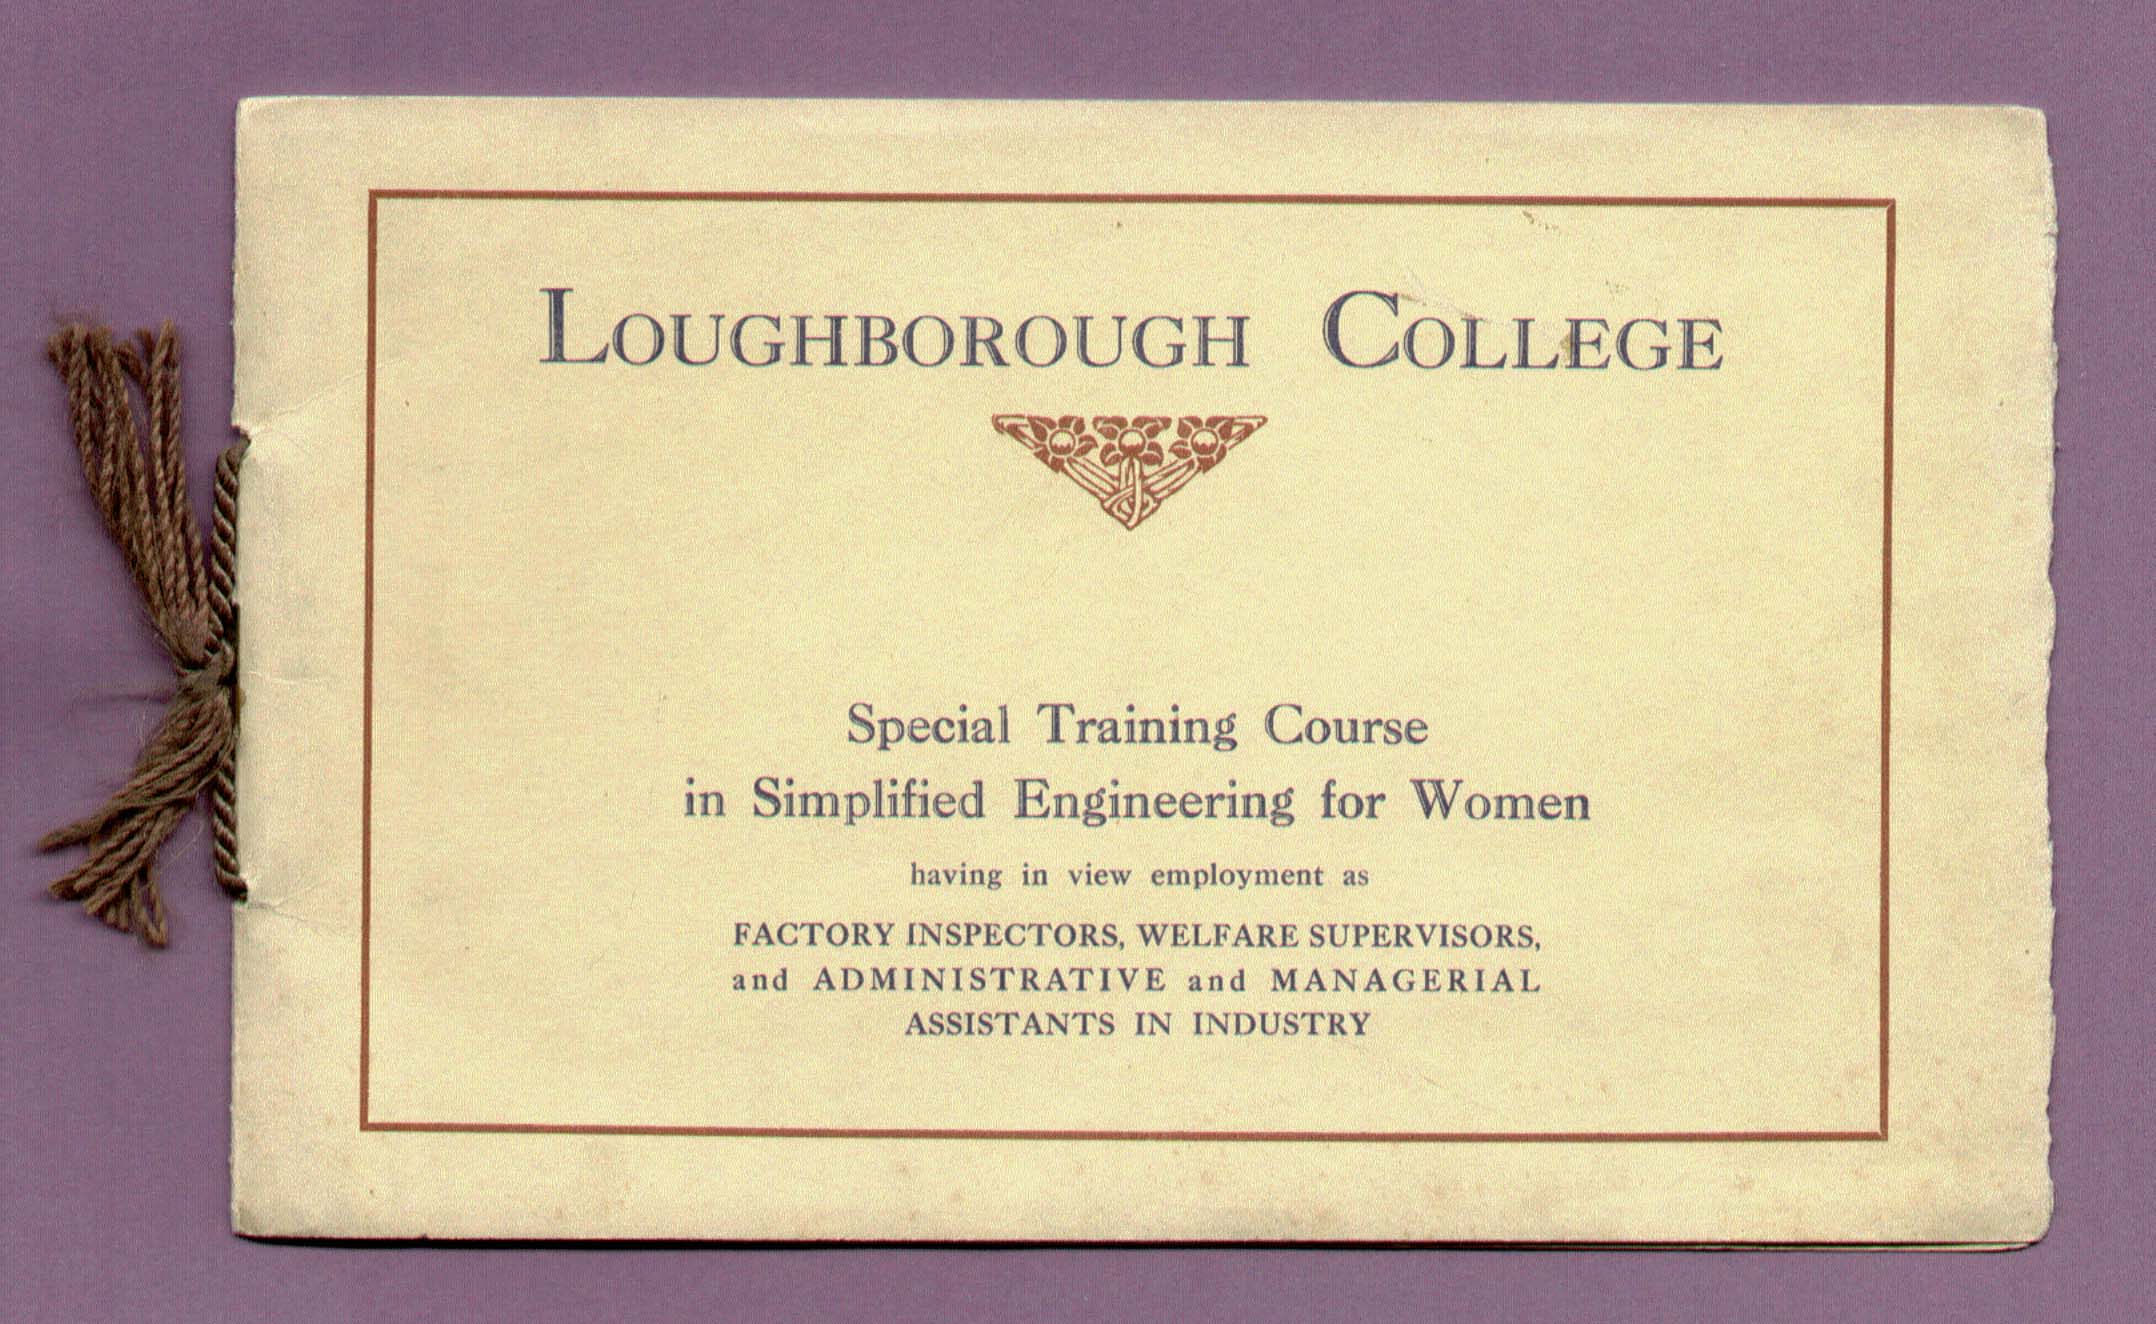 LOUGHBOROUGH COLLEGE
Special Training Course
in Simplified Engineering for Women
having in view employment as
FACTORY INSPECTORS, WELFARE SUPERVISORS,
and ADMINISTRATIVE and MANAGERIAL
ASSISTANTS IN INDUSTRY